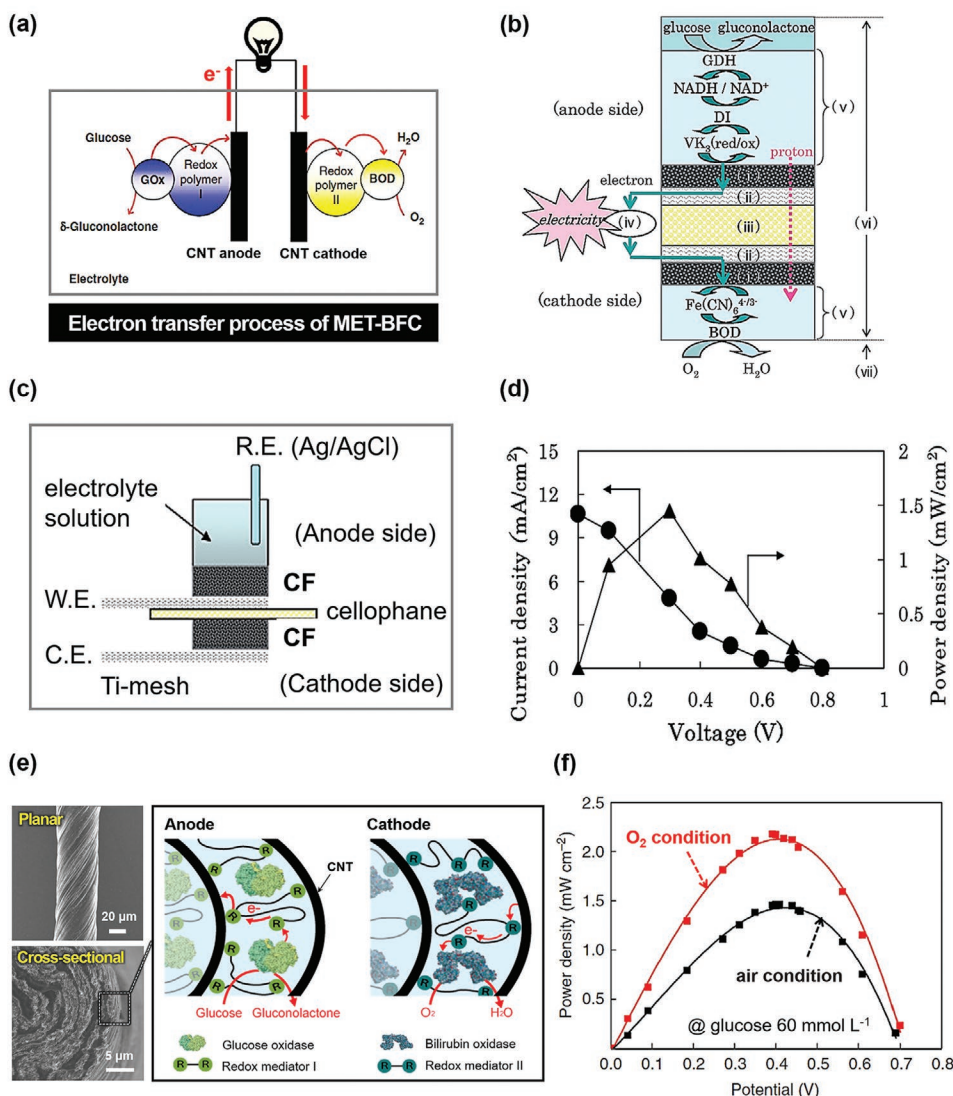 (a)
e-
Glucose
GOx
Redox
polymer
I
δ-Gluconolactone
CNT anode
CNT cathode
Redox
polymer
II
BOD
H₂O
O₂
Electrolyte
Electron transfer process of MET-BFC
(b)
glucose gluconolactone
GDH
NADH / NAD⁺
DI
VK₃(red/ox)
(anode side)
proton
electron
electricity
(iv)
(ii)
(iii)
(ii)
(cathode side)
Fe(CN)₆⁴⁻/³⁻
BOD
O₂
H₂O
(v)
(v)
(vi)
(vii)
(c)
R.E. (Ag/AgCl)
electrolyte
solution
(Anode side)
CF
W.E.
cellophane
CF
C.E.
Ti-mesh
(Cathode side)
(d)
Current density (mA/cm²)
15
12
9
6
3
0
0
0.2
0.4
0.6
0.8
1
Voltage (V)
2
1.5
1
0.5
0
Power density (mW/cm²)
(e)
Planar
20 μm
Cross-sectional
5 μm
Anode
Cathode
CNT
R
e-
Glucose
Gluconolactone
R
e-
O₂
H₂O
Glucose oxidase
Bilirubin oxidase
R R Redox mediator I
R R Redox mediator II
(f)
Power density (mW cm⁻²)
2.5
2.0
1.5
1.0
0.5
O₂ condition
air condition
@ glucose 60 mmol L⁻¹
0.0
0.1
0.2
0.3
0.4
0.5
0.6
0.7
0.8
Potential (V)